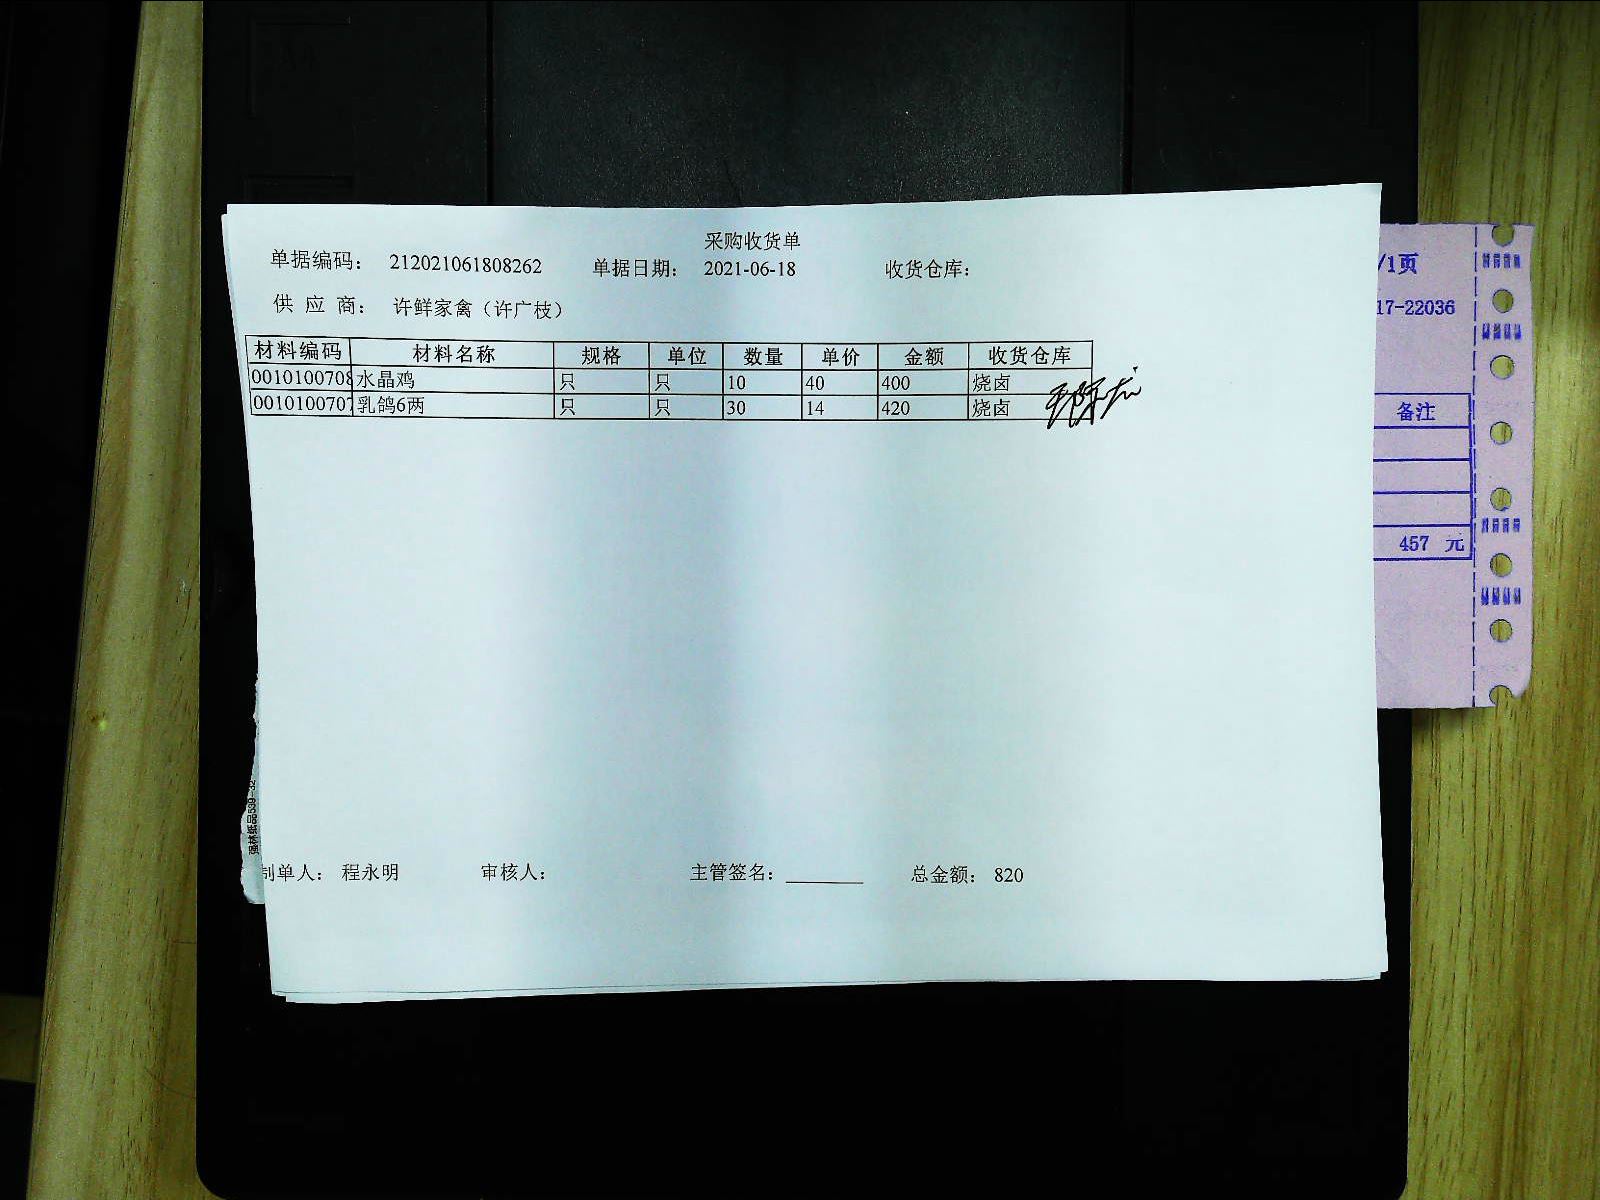 采购收货单
单据编码： 212021061808262 单据日期： 2021-06-18 收货仓库：
供 应 商： 许鲜家禽（许广枝）
材料编码 材料名称 规格 单位 数量 单价 金额 收货仓库
0010100708 水晶鸡 只 只 10 40 400 烧卤
0010100707 乳鸽6两 只 只 30 14 420 烧卤
制单人： 程永明 审核人： 主管签名： 总金额： 820
/1页
17-22036
备注
457 元